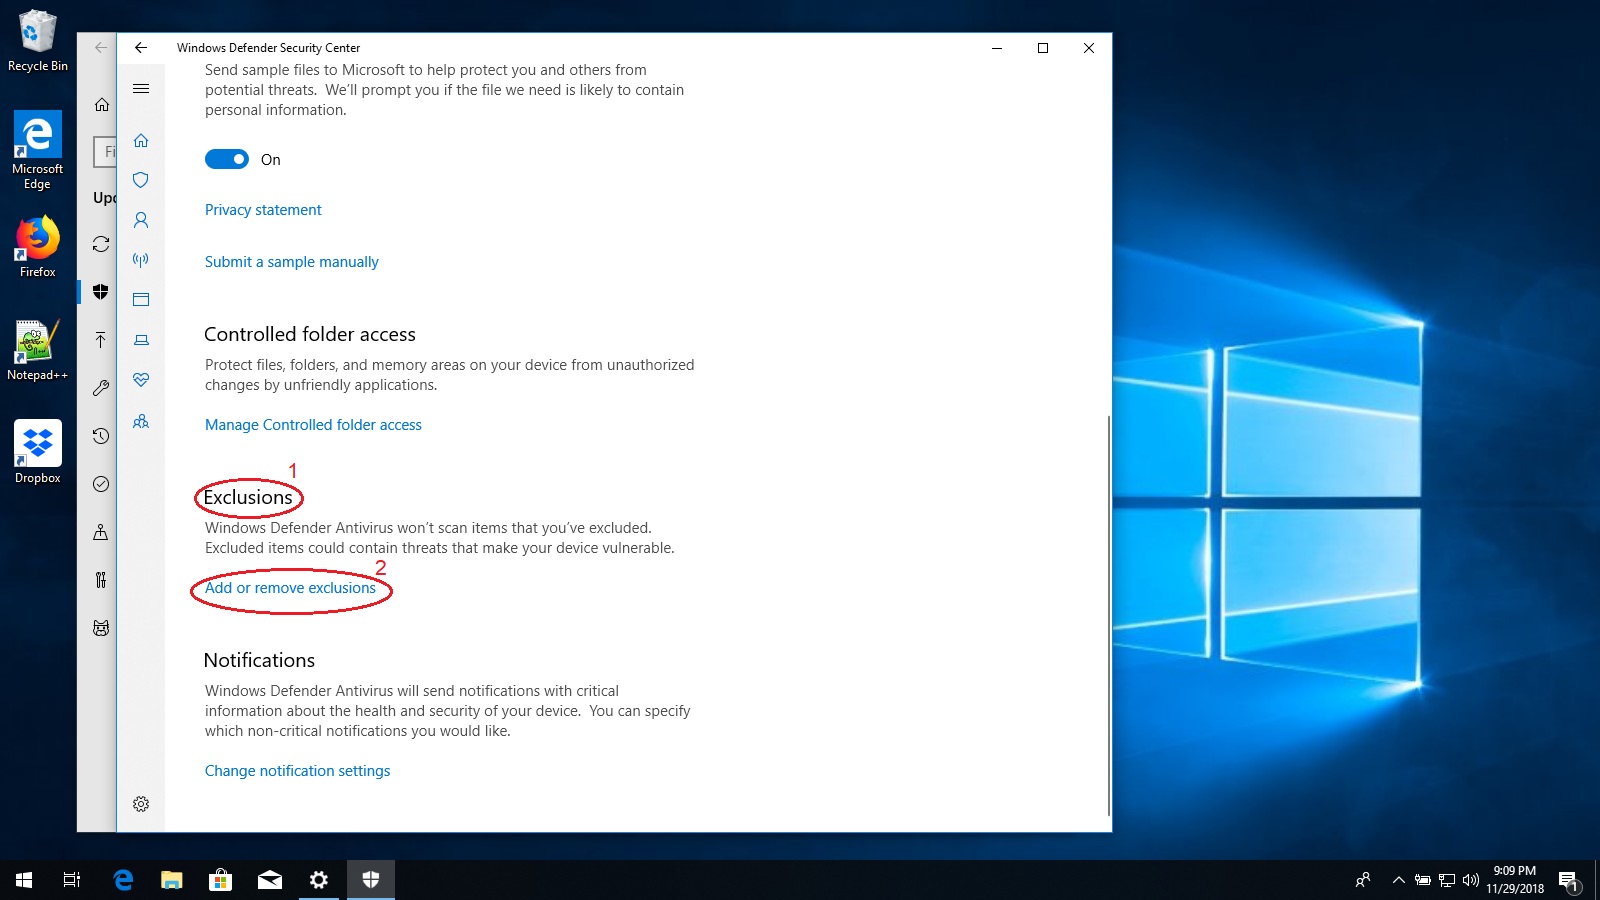 Recycle Bin
Microsoft
Edge
Firefox
Notepad++
Dropbox
Fi
Upd
Windows Defender Security Center
Send sample files to Microsoft to help protect you and others from
potential threats.  We'll prompt you if the file we need is likely to contain
personal information.
On
Privacy statement
Submit a sample manually
Controlled folder access
Protect files, folders, and memory areas on your device from unauthorized
changes by unfriendly applications.
Manage Controlled folder access
1
Exclusions
Windows Defender Antivirus won't scan items that you've excluded.
Excluded items could contain threats that make your device vulnerable.
2
Add or remove exclusions
Notifications
Windows Defender Antivirus will send notifications with critical
information about the health and security of your device.  You can specify
which non-critical notifications you would like.
Change notification settings
9:09 PM
11/29/2018
1